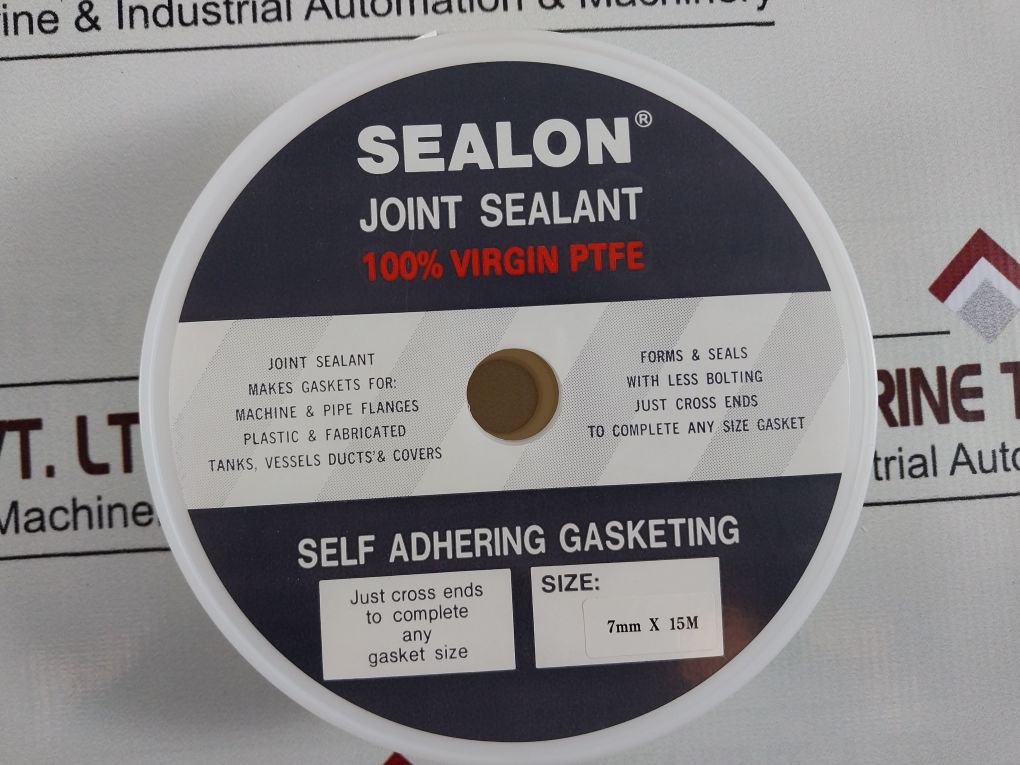 ine & Industrial Automation & Machinery
SEALON®
JOINT SEALANT
100% VIRGIN PTFE
JOINT SEALANT
MAKES GASKETS FOR:
MACHINE & PIPE FLANGES
PLASTIC & FABRICATED
TANKS, VESSELS DUCTS'& COVERS
FORMS & SEALS
WITH LESS BOLTING
JUST CROSS ENDS
TO COMPLETE ANY SIZE GASKET
SELF ADHERING GASKETING
Just cross ends
to complete
any
gasket size
SIZE:
7mm X 15M
VT. LT
Machine
RINE T
trial Auto